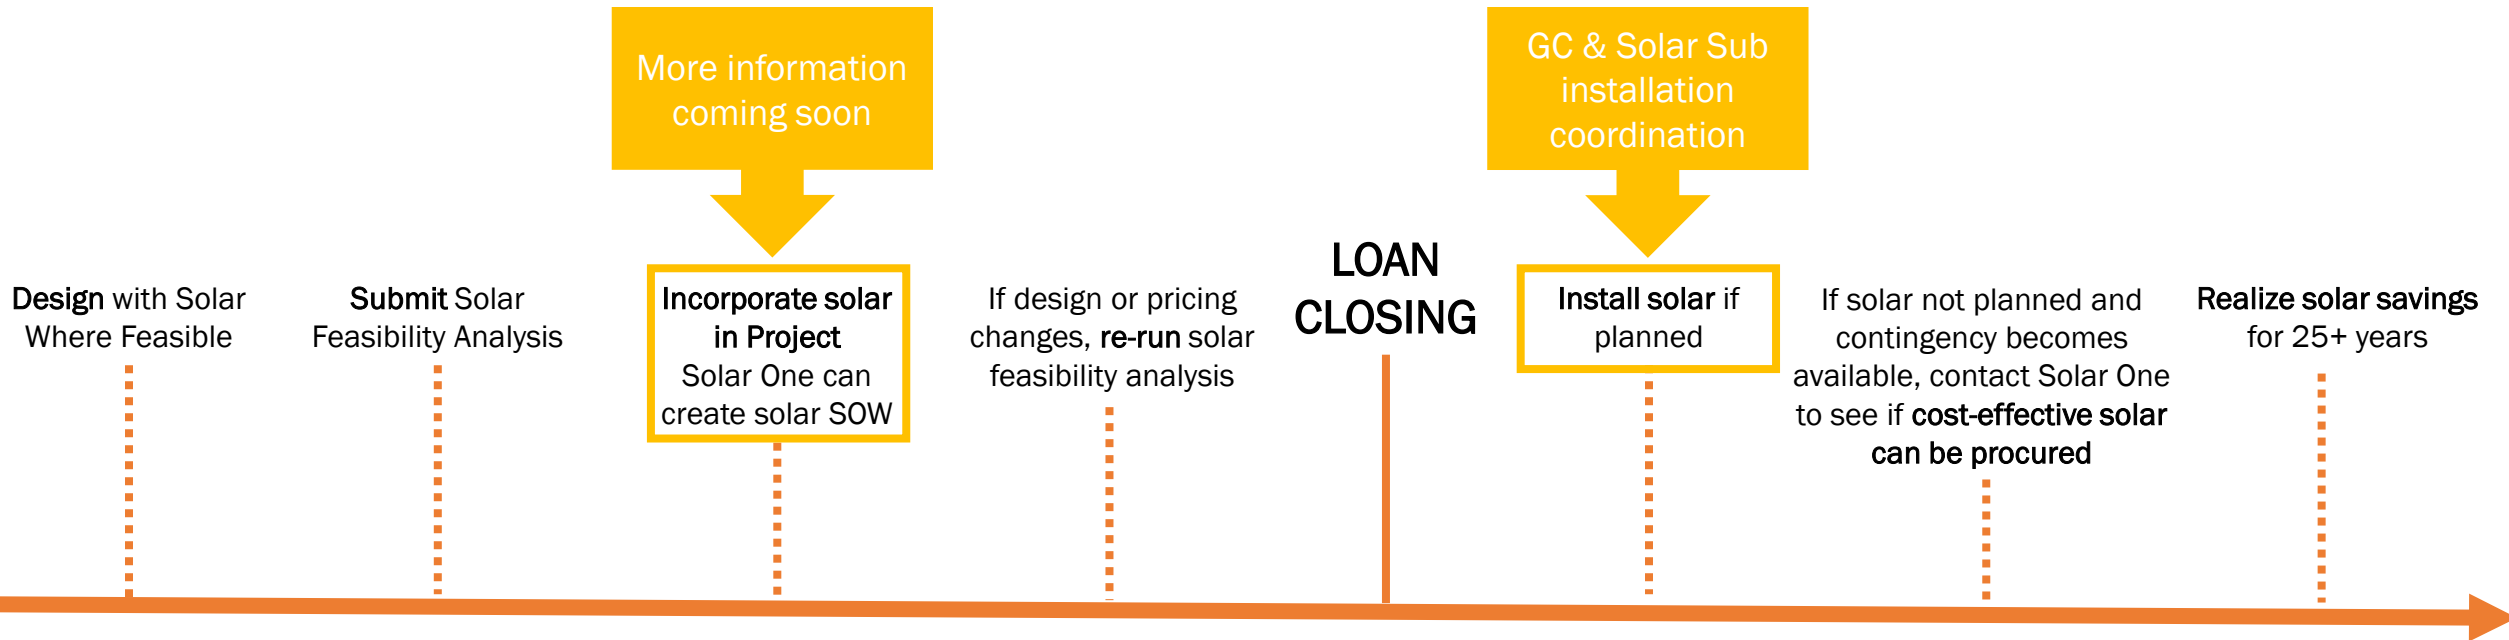 More information
coming soon
GC & Solar Sub
installation
coordination
Design with Solar
Where Feasible
Submit Solar
Feasibility Analysis
Incorporate solar
in Project
Solar One can
create solar SOW
If design or pricing
changes, re-run solar
feasibility analysis
LOAN
CLOSING
Install solar if
planned
If solar not planned and
contingency becomes
available, contact Solar One
to see if cost-effective solar
can be procured
Realize solar savings
for 25+ years